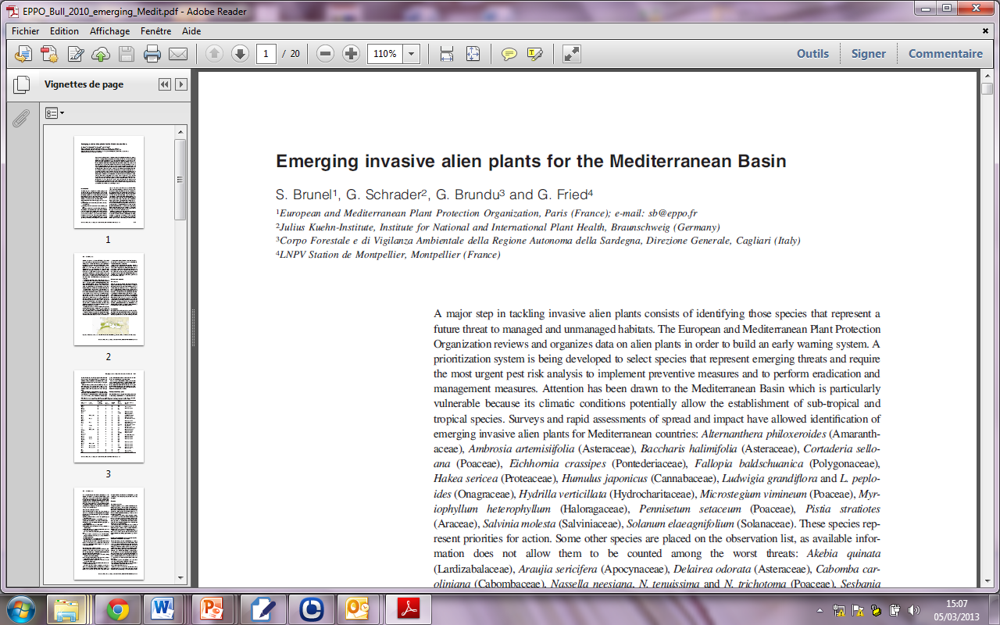 EPPO_Bull_2010_emerging_Medit.pdf - Adobe Reader
Fichier Edition Affichage Fenêtre Aide
1 / 20 110% Outils Signer Commentaire
Vignettes de page
1
2
3
Emerging invasive alien plants for the Mediterranean Basin
S. Brunel1, G. Schrader2, G. Brundu3 and G. Fried4
1European and Mediterranean Plant Protection Organization, Paris (France); e-mail: sb@eppo.fr
2Julius Kuehn-Institute, Institute for National and International Plant Health, Braunschweig (Germany)
3Corpo Forestale e di Vigilanza Ambientale della Regione Autonoma della Sardegna, Direzione Generale, Cagliari (Italy)
4LNPV Station de Montpellier, Montpellier (France)
A major step in tackling invasive alien plants consists of identifying those species that represent a
future threat to managed and unmanaged habitats. The European and Mediterranean Plant Protection
Organization reviews and organizes data on alien plants in order to build an early warning system. A
prioritization system is being developed to select species that represent emerging threats and require
the most urgent pest risk analysis to implement preventive measures and to perform eradication and
management measures. Attention has been drawn to the Mediterranean Basin which is particularly
vulnerable because its climatic conditions potentially allow the establishment of sub-tropical and
tropical species. Surveys and rapid assessments of spread and impact have allowed identification of
emerging invasive alien plants for Mediterranean countries: Alternanthera philoxeroides (Amaranth-
aceae), Ambrosia artemisiifolia (Asteraceae), Baccharis halimifolia (Asteraceae), Cortaderia sello-
ana (Poaceae), Eichhornia crassipes (Pontederiaceae), Fallopia baldschuanica (Polygonaceae),
Hakea sericea (Proteaceae), Humulus japonicus (Cannabaceae), Ludwigia grandiflora and L. peplo-
ides (Onagraceae), Hydrilla verticillata (Hydrocharitaceae), Microstegium vimineum (Poaceae), Myr-
iophyllum heterophyllum (Haloragaceae), Pennisetum setaceum (Poaceae), Pistia stratiotes
(Araceae), Salvinia molesta (Salviniaceae), Solanum elaeagnifolium (Solanaceae). These species rep-
resent priorities for action. Some other species are placed on the observation list, as available infor-
mation does not allow them to be counted among the worst threats: Akebia quinata
(Lardizabalaceae), Araujia sericifera (Apocynaceae), Delairea odorata (Asteraceae), Cabomba car-
oliniana (Cabombaceae), Nassella neesiana, N. tenuissima and N. trichotoma (Poaceae), Sesbania
15:07
05/03/2013